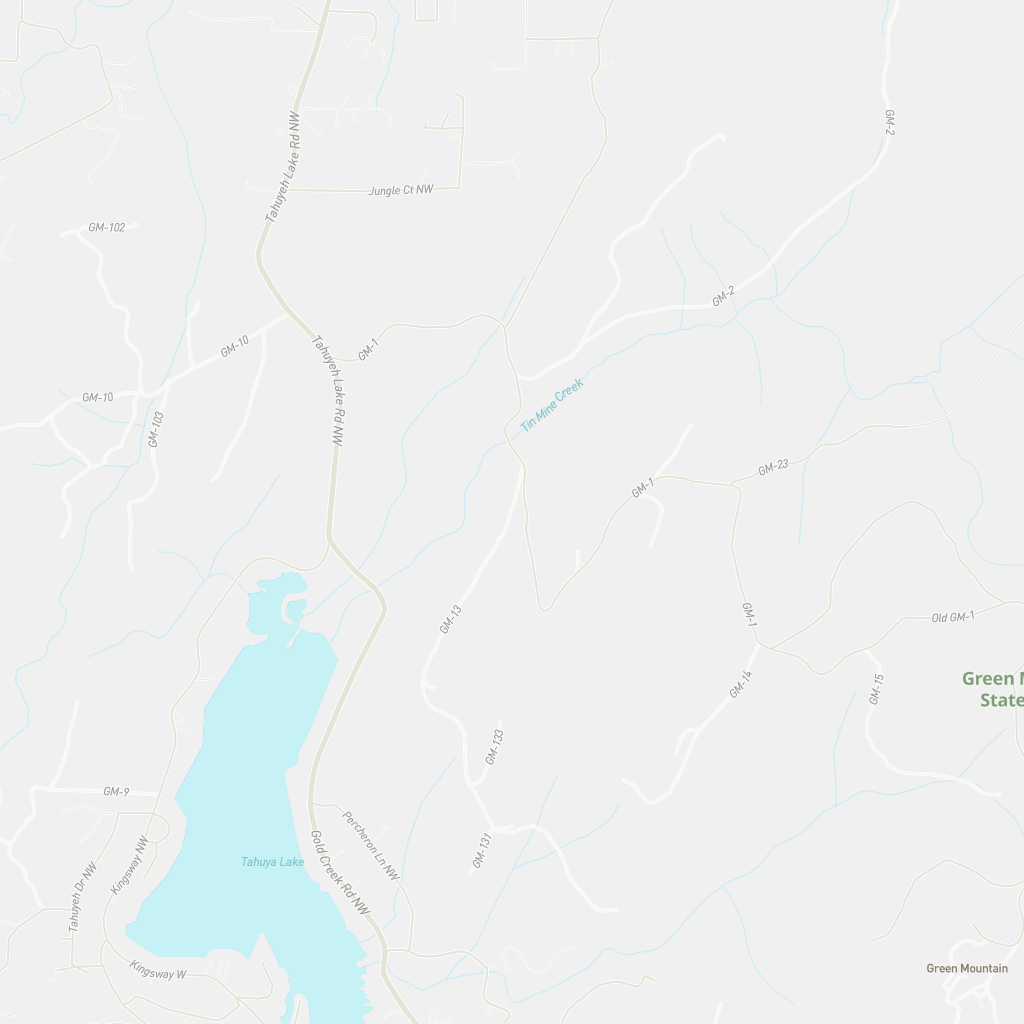 GM-2
Tahuyeh Lake Rd NW
Jungle Ct NW
GM-102
GM-2
GM-10
GM-1
Tahuyeh Lake Rd NW
GM-10
Tin Mine Creek
GM-103
GM-23
GM-1
GM-13
GM-1
Old GM-1
Green M
State
GM-14
GM-15
GM-133
GM-9
Percheron Ln NW
GM-131
Tahuya Lake
Gold Creek Rd NW
Kingsway NW
Tahuyeh Dr NW
Kingsway W
Green Mountain